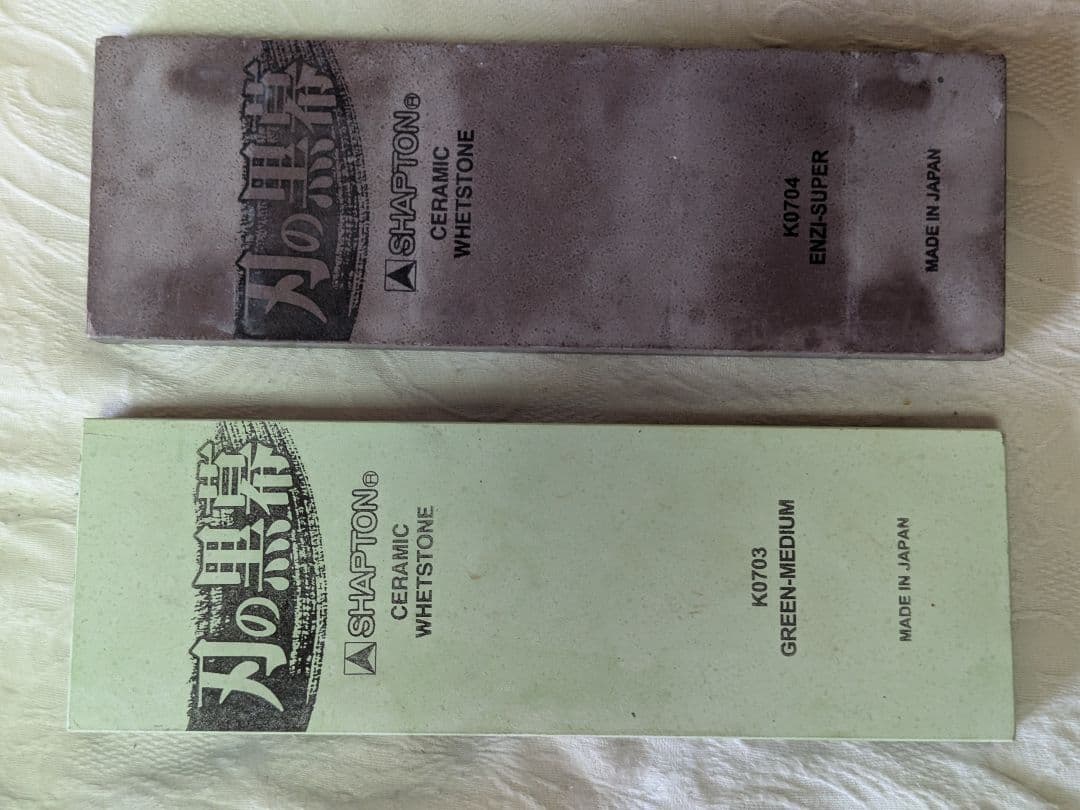 刃の黒幕
SHAPTON®
CERAMIC
WHETSTONE
K0704
ENZI-SUPER
MADE IN JAPAN
刃の黒幕
SHAPTON®
CERAMIC
WHETSTONE
K0703
GREEN-MEDIUM
MADE IN JAPAN